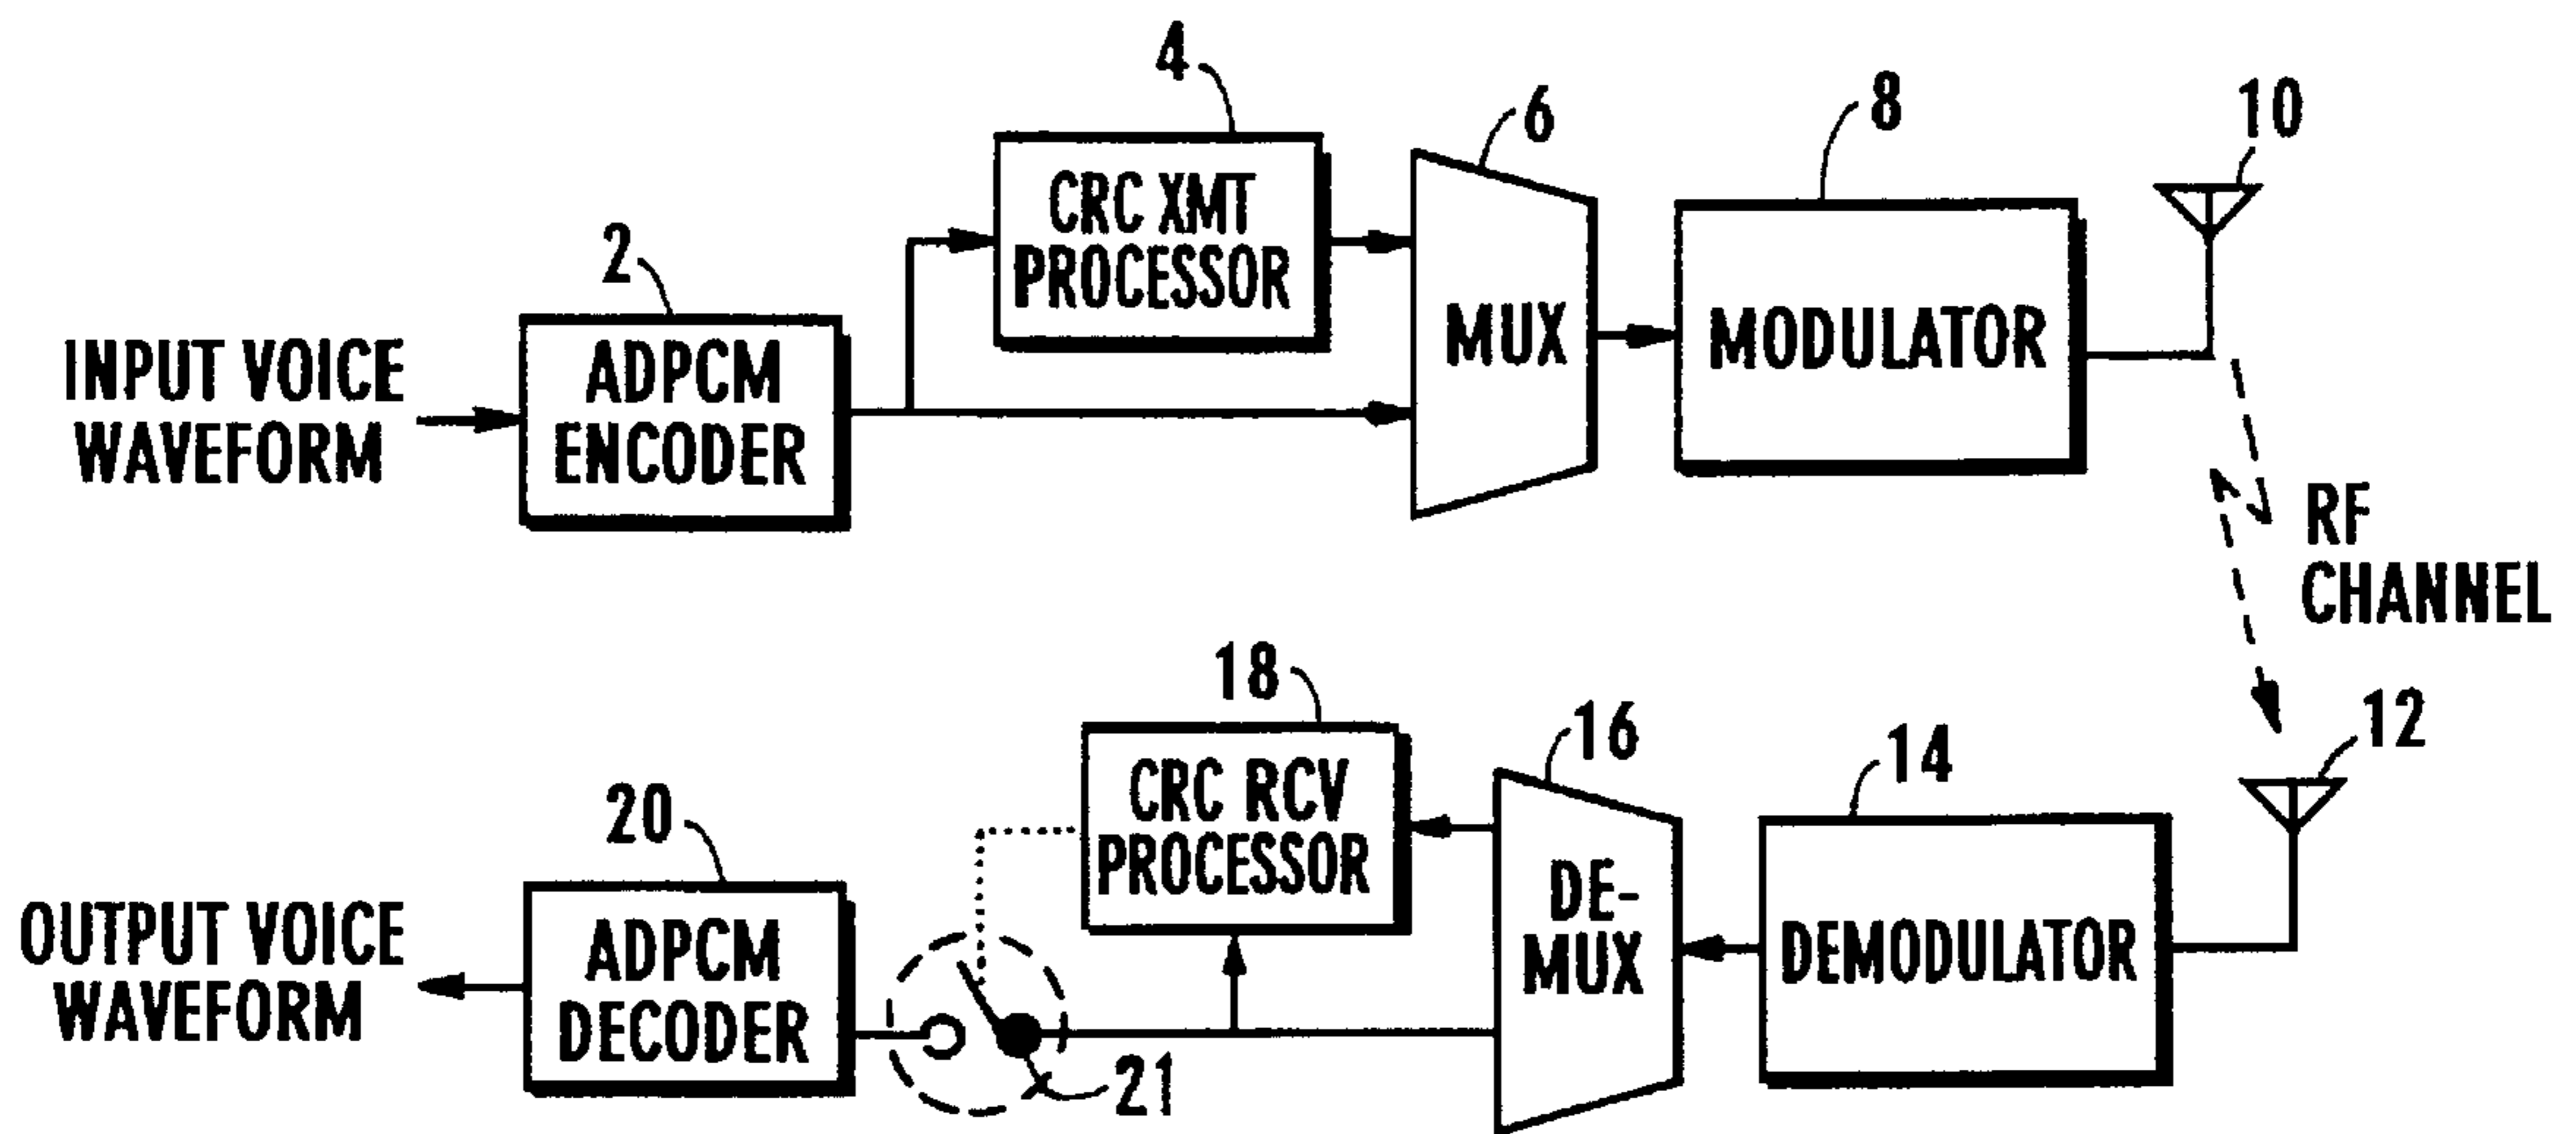 4
6
8
10
2
CRC XMT
PROCESSOR
MUX
MODULATOR
INPUT VOICE
WAVEFORM
ADPCM
ENCODER
RF
CHANNEL
18
16
14
12
20
CRC RCV
PROCESSOR
DE-
MUX
DEMODULATOR
OUTPUT VOICE
WAVEFORM
ADPCM
DECODER
21